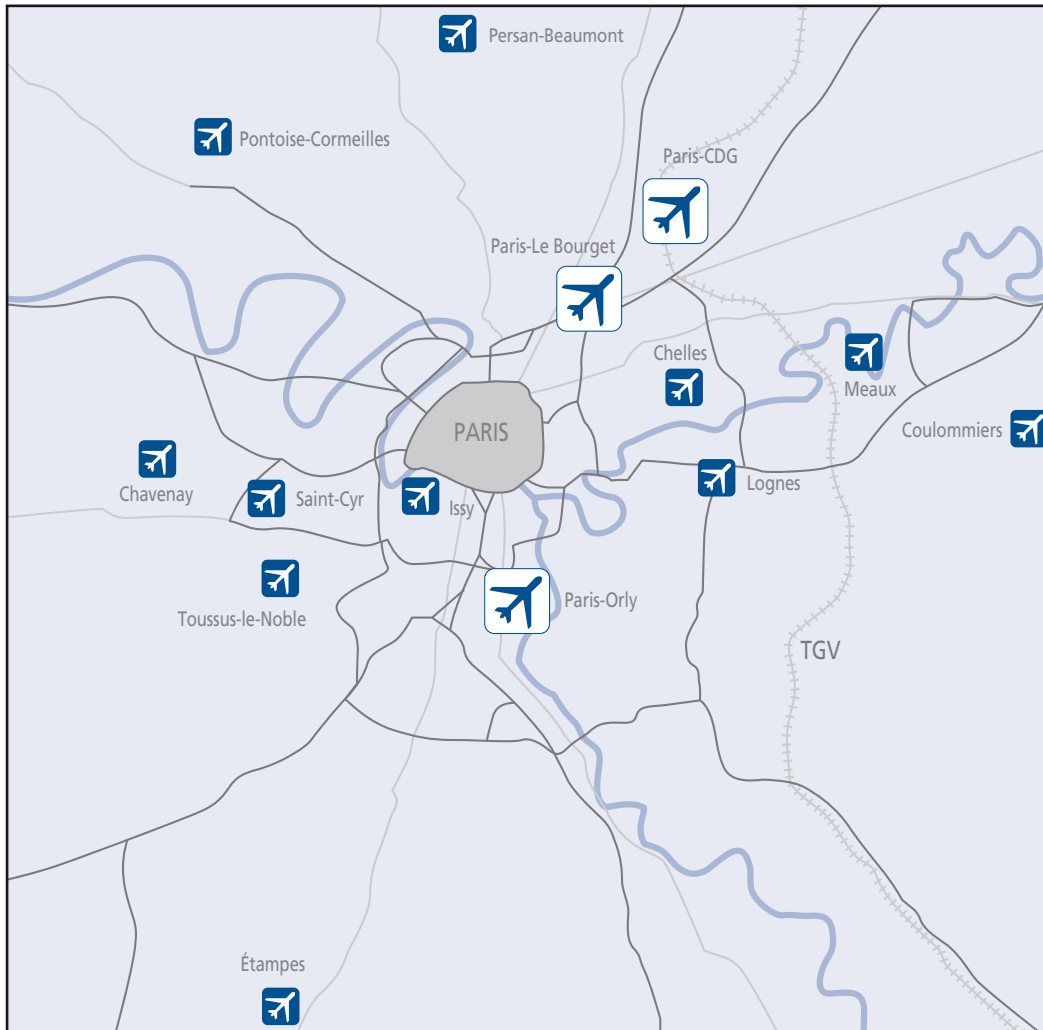 Persan-Beaumont
Pontoise-Cormeilles
Paris-CDG
Paris-Le Bourget
Chelles
Meaux
PARIS
Coulommiers
Chavenay
Saint-Cyr
Issy
Lognes
Toussus-le-Noble
Paris-Orly
TGV
Étampes